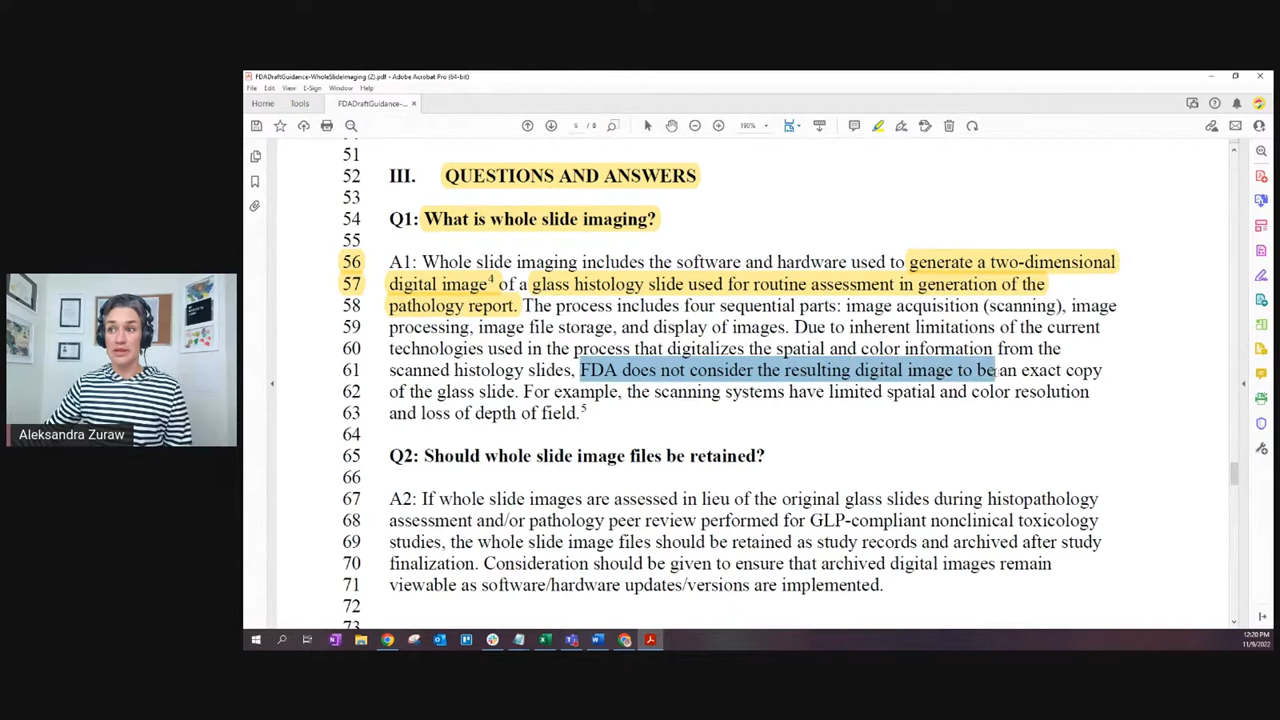 FDADraftGuidance-WholeSlideImaging (2).pdf - Adobe Acrobat Pro (64-bit)
File Edit View E-Sign Window Help
Home Tools FDADraftGuidance-... ×
6 / 8 190%
51
52 III. QUESTIONS AND ANSWERS
53
54 Q1: What is whole slide imaging?
55
56 A1: Whole slide imaging includes the software and hardware used to generate a two-dimensional
57 digital image4 of a glass histology slide used for routine assessment in generation of the
58 pathology report. The process includes four sequential parts: image acquisition (scanning), image
59 processing, image file storage, and display of images. Due to inherent limitations of the current
60 technologies used in the process that digitalizes the spatial and color information from the
61 scanned histology slides, FDA does not consider the resulting digital image to be an exact copy
62 of the glass slide. For example, the scanning systems have limited spatial and color resolution
63 and loss of depth of field.5
64
65 Q2: Should whole slide image files be retained?
66
67 A2: If whole slide images are assessed in lieu of the original glass slides during histopathology
68 assessment and/or pathology peer review performed for GLP-compliant nonclinical toxicology
69 studies, the whole slide image files should be retained as study records and archived after study
70 finalization. Consideration should be given to ensure that archived digital images remain
71 viewable as software/hardware updates/versions are implemented.
72
73
Aleksandra Zuraw
12:20 PM
11/9/2022